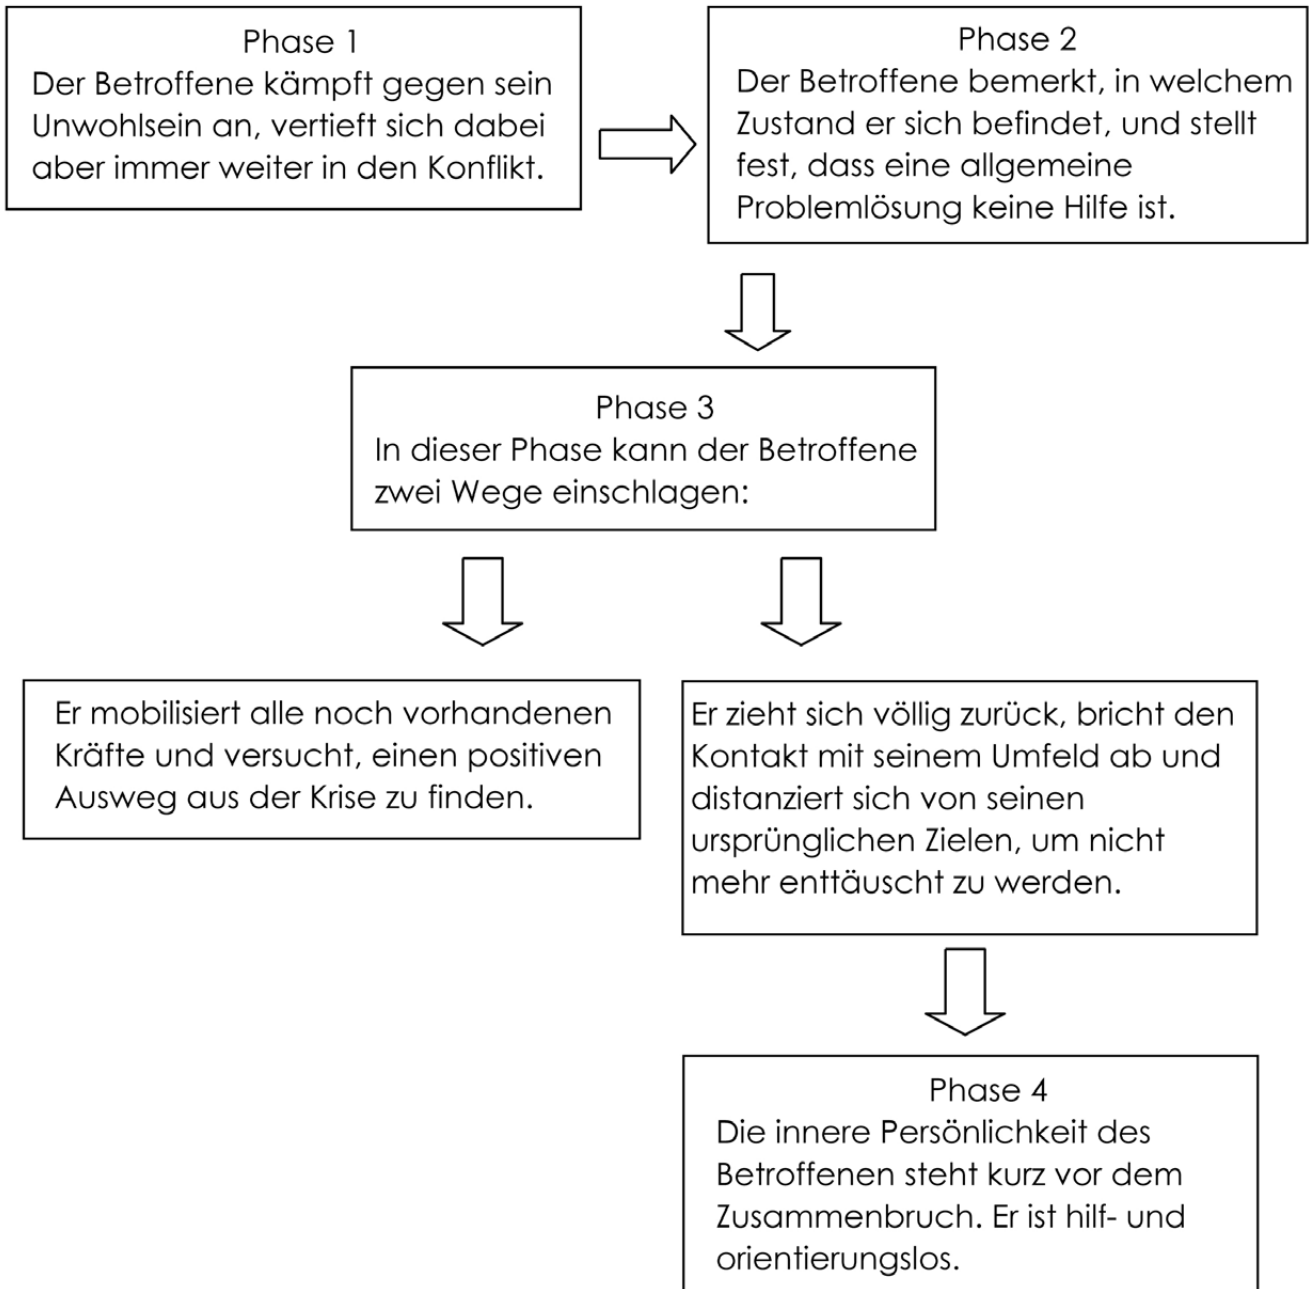 Phase 1
Der Betroffene kämpft gegen sein
Unwohlsein an, vertieft sich dabei
aber immer weiter in den Konflikt.
Phase 2
Der Betroffene bemerkt, in welchem
Zustand er sich befindet, und stellt
fest, dass eine allgemeine
Problemlösung keine Hilfe ist.
Phase 3
In dieser Phase kann der Betroffene
zwei Wege einschlagen:
Er mobilisiert alle noch vorhandenen
Kräfte und versucht, einen positiven
Ausweg aus der Krise zu finden.
Er zieht sich völlig zurück, bricht den
Kontakt mit seinem Umfeld ab und
distanziert sich von seinen
ursprünglichen Zielen, um nicht
mehr enttäuscht zu werden.
Phase 4
Die innere Persönlichkeit des
Betroffenen steht kurz vor dem
Zusammenbruch. Er ist hilf- und
orientierungslos.